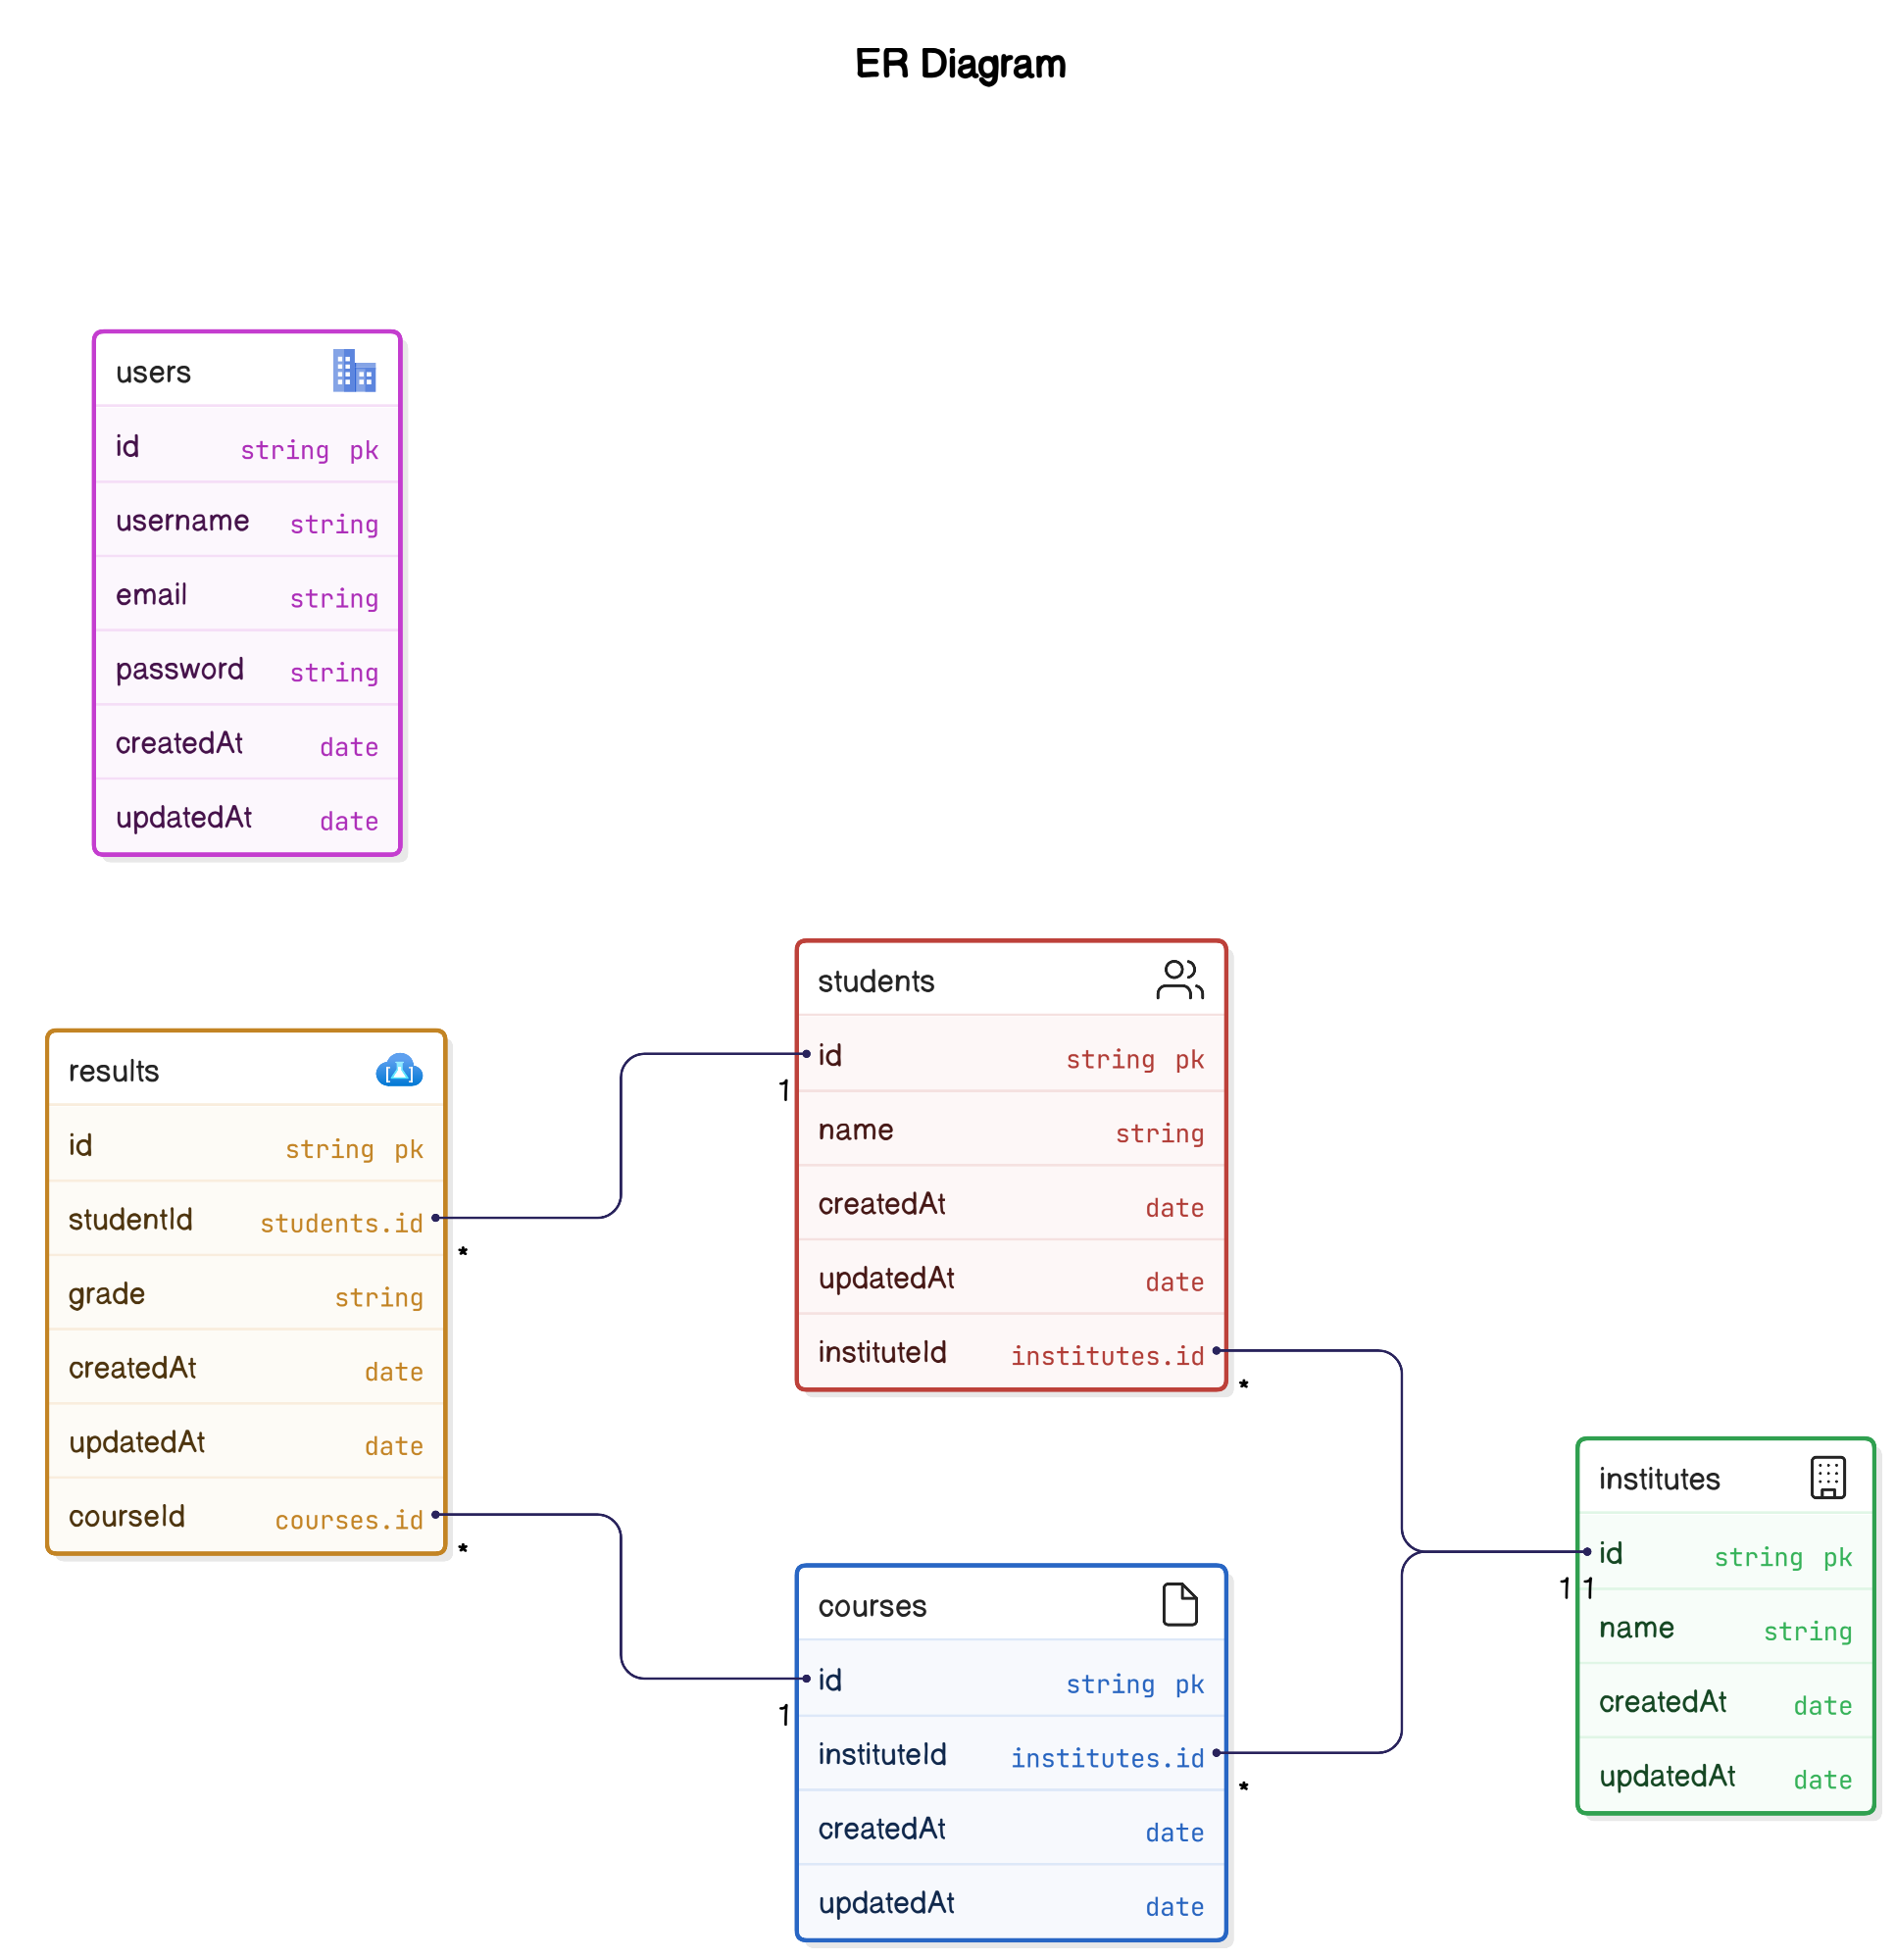 ER Diagram
users
id string pk
username string
email string
password string
createdAt date
updatedAt date
results
id string pk
studentId students.id
*
grade string
createdAt date
updatedAt date
courseId courses.id
*
students
id string pk
1
name string
createdAt date
updatedAt date
instituteId institutes.id
*
courses
id string pk
1
instituteId institutes.id
*
createdAt date
updatedAt date
institutes
id string pk
1 1
name string
createdAt date
updatedAt date